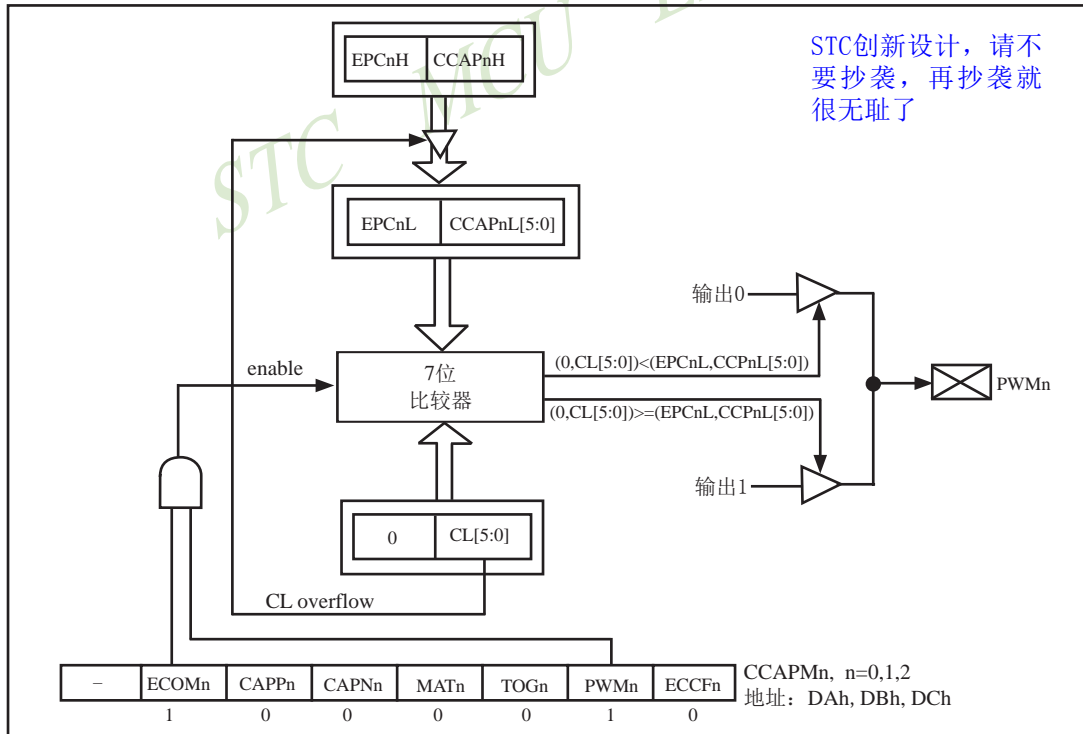 EPCnH CCAPnH
STC创新设计，请不
要抄袭，再抄袭就
很无耻了
STC MCU
EPCnL CCAPnL[5:0]
输出0
(0,CL[5:0])<(EPCnL,CCPnL[5:0])
enable
7位
比较器
PWMn
(0,CL[5:0])>=(EPCnL,CCPnL[5:0])
输出1
0 CL[5:0]
CL overflow
– ECOMn CAPPn CAPNn MATn TOGn PWMn ECCFn
CCAPMn, n=0,1,2
地址：DAh, DBh, DCh
1 0 0 0 0 1 0